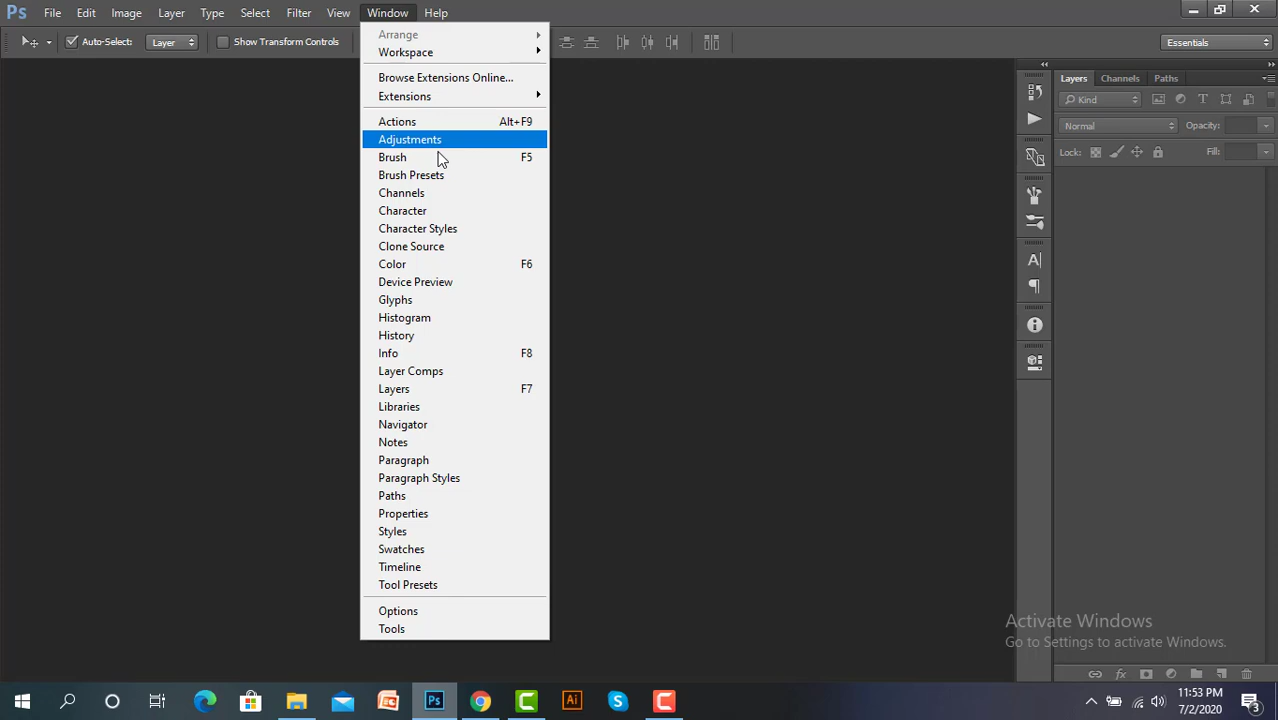 Ps File Edit Image Layer Type Select Filter View Window Help
Auto-Select: Layer Show Transform Controls Essentials
Arrange
Workspace
Browse Extensions Online...
Extensions
Actions Alt+F9
Adjustments
Brush F5
Brush Presets
Channels
Character
Character Styles
Clone Source
Color F6
Device Preview
Glyphs
Histogram
History
Info F8
Layer Comps
Layers F7
Libraries
Navigator
Notes
Paragraph
Paragraph Styles
Paths
Properties
Styles
Swatches
Timeline
Tool Presets
Options
Tools
Layers Channels Paths
Kind
Normal Opacity:
Lock: Fill:
Activate Windows
Go to Settings to activate Windows.
Ps Ai
1:53 PM
7/2/2020
3